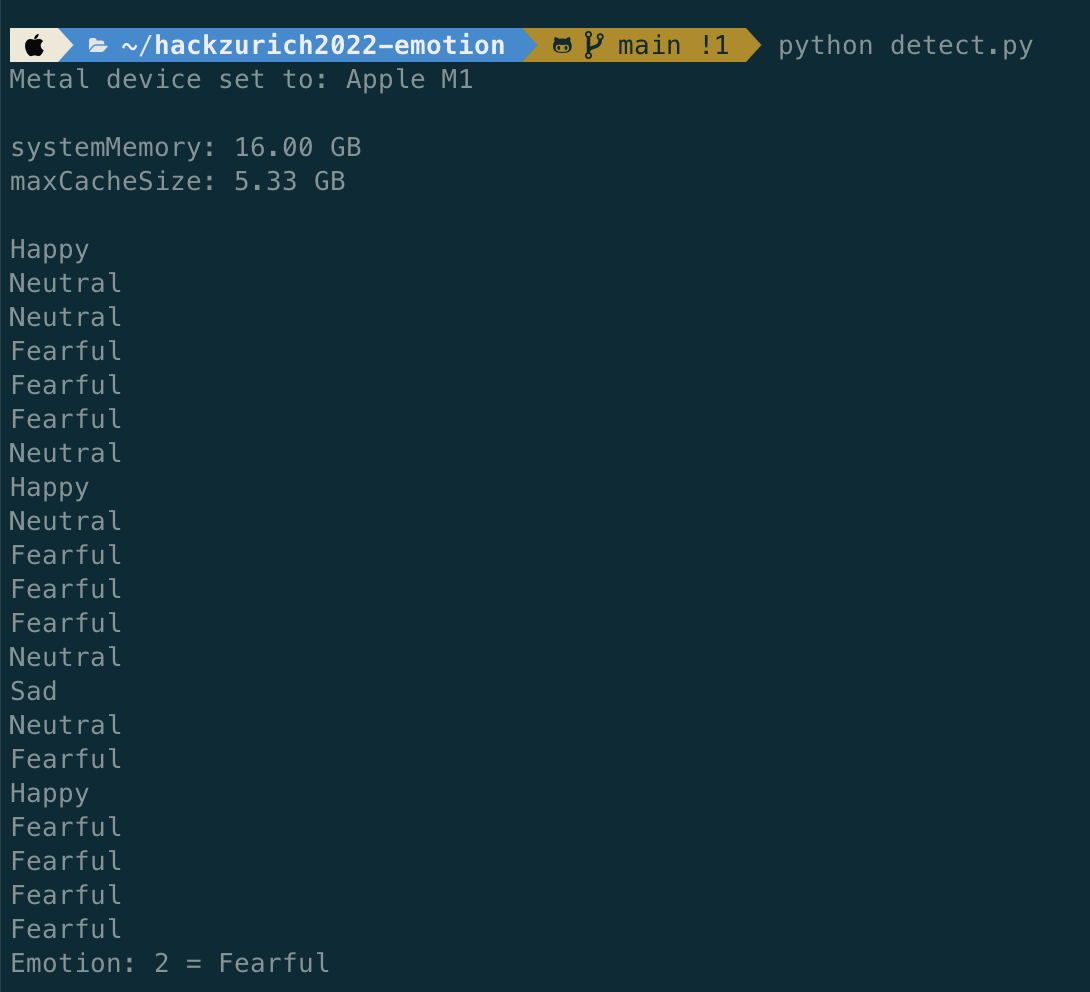 ~/hackzurich2022-emotion main !1 python detect.py
Metal device set to: Apple M1
systemMemory: 16.00 GB
maxCacheSize: 5.33 GB
Happy
Neutral
Neutral
Fearful
Fearful
Fearful
Neutral
Happy
Neutral
Fearful
Fearful
Fearful
Neutral
Sad
Neutral
Fearful
Happy
Fearful
Fearful
Fearful
Fearful
Emotion: 2 = Fearful